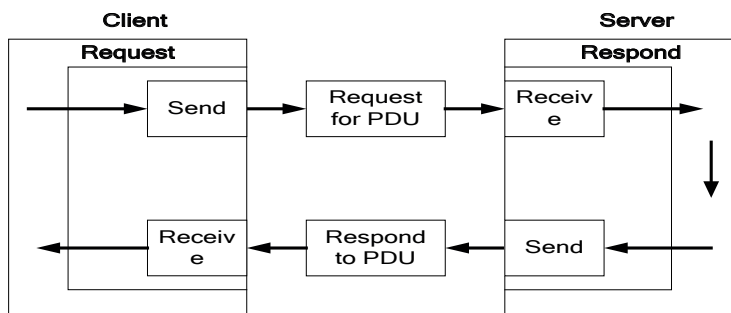 Client
Server
Request
Respond
Send
Request
for PDU
Receiv
e
Receiv
e
Respond
to PDU
Send